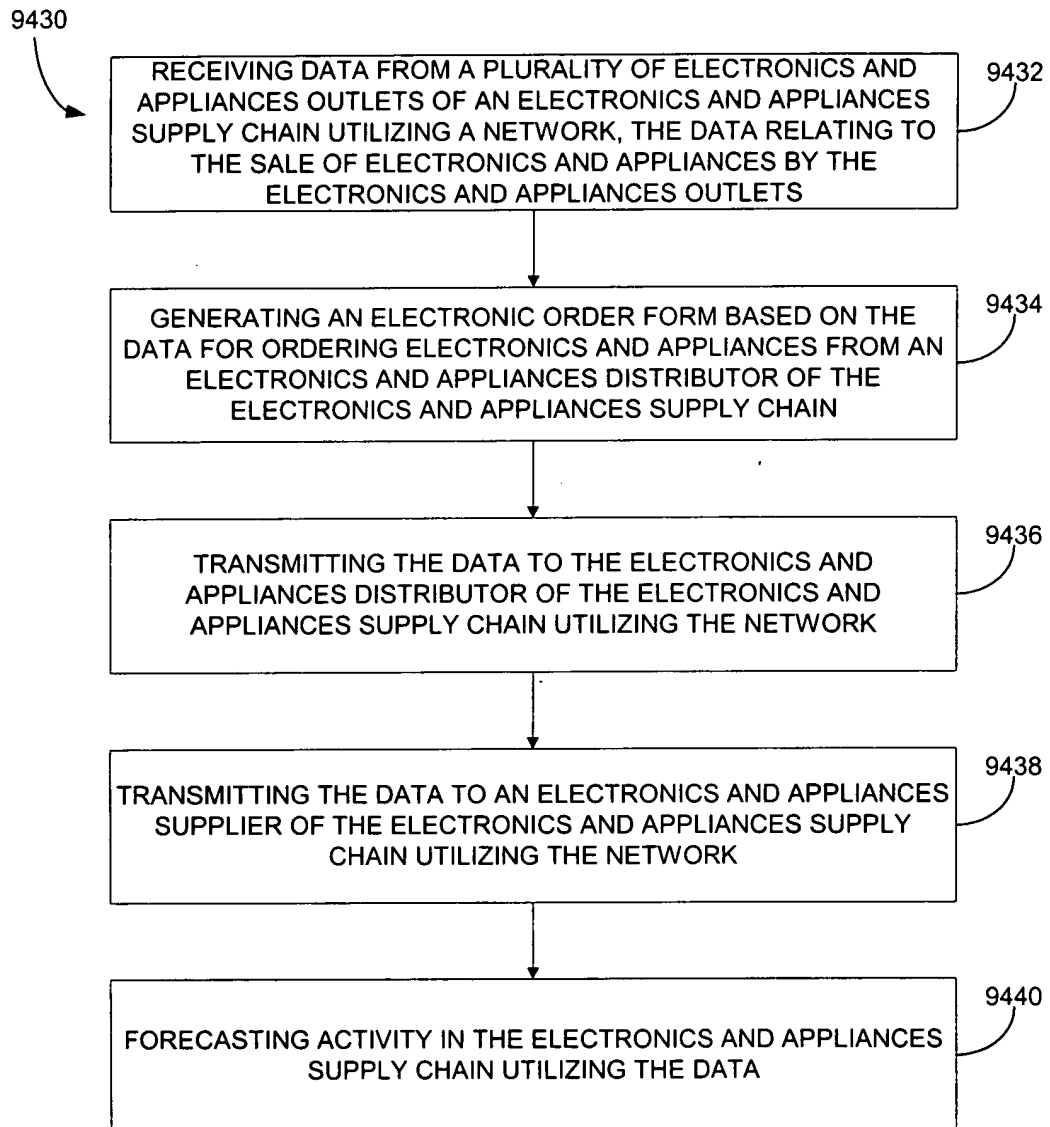 9430
RECEIVING DATA FROM A PLURALITY OF ELECTRONICS AND
APPLIANCES OUTLETS OF AN ELECTRONICS AND APPLIANCES
SUPPLY CHAIN UTILIZING A NETWORK, THE DATA RELATING TO
THE SALE OF ELECTRONICS AND APPLIANCES BY THE
ELECTRONICS AND APPLIANCES OUTLETS
9432
GENERATING AN ELECTRONIC ORDER FORM BASED ON THE
DATA FOR ORDERING ELECTRONICS AND APPLIANCES FROM AN
ELECTRONICS AND APPLIANCES DISTRIBUTOR OF THE
ELECTRONICS AND APPLIANCES SUPPLY CHAIN
9434
TRANSMITTING THE DATA TO THE ELECTRONICS AND
APPLIANCES DISTRIBUTOR OF THE ELECTRONICS AND
APPLIANCES SUPPLY CHAIN UTILIZING THE NETWORK
9436
TRANSMITTING THE DATA TO AN ELECTRONICS AND APPLIANCES
SUPPLIER OF THE ELECTRONICS AND APPLIANCES SUPPLY
CHAIN UTILIZING THE NETWORK
9438
FORECASTING ACTIVITY IN THE ELECTRONICS AND APPLIANCES
SUPPLY CHAIN UTILIZING THE DATA
9440